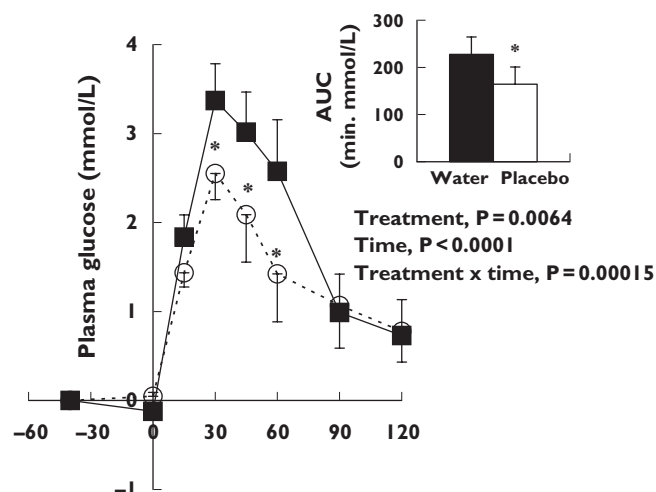 4
3
2
1
0
–1
Plasma glucose (mmol/L)
–60 –30 0 30 60 90 120
* * *
300
200
100
0
AUC
(min. mmol/L)
*
Water Placebo
Treatment, P = 0.0064
Time, P < 0.0001
Treatment x time, P = 0.00015